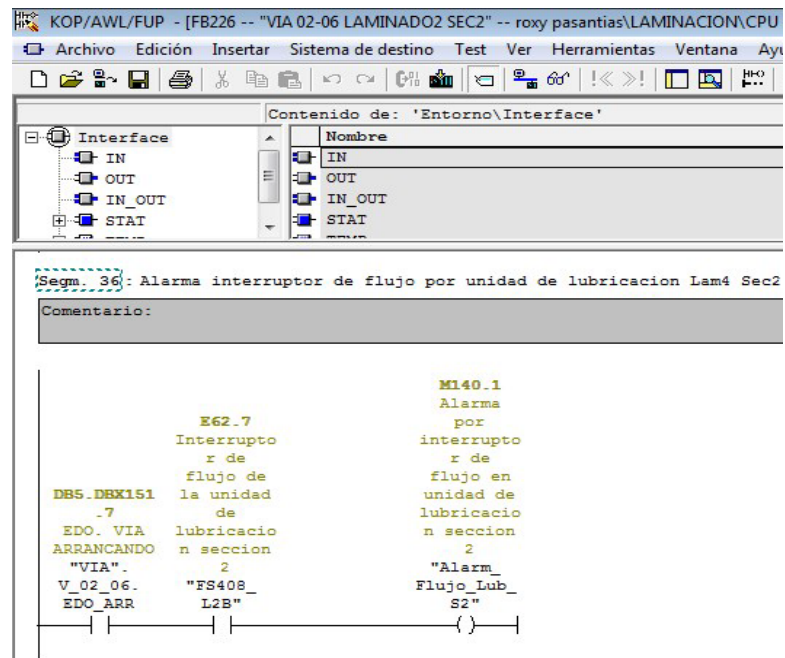 KOP/AWL/FUP - [FB226 -- "VIA 02-06 LAMINADO2 SEC2" -- roxy pasantias\LAMINACION\CPU
Archivo Edición Insertar Sistema de destino Test Ver Herramientas Ventana Ayu
Contenido de: 'Entorno\Interface'
Interface
IN
OUT
IN_OUT
STAT
Nombre
IN
OUT
IN_OUT
STAT
Segm. 36: Alarma interruptor de flujo por unidad de lubricacion Lam4 Sec2
Comentario:
DB5.DBX151
.7
EDO. VIA
ARRANCANDO
"VIA".
V_02_06.
EDO_ARR
E62.7
Interrupto
r de
flujo de
la unidad
de
lubricacio
n seccion
2
"FS408_
L2B"
M140.1
Alarma
por
interrupto
r de
flujo en
unidad de
lubricacio
n seccion
2
"Alarm_
Flujo_Lub_
S2"